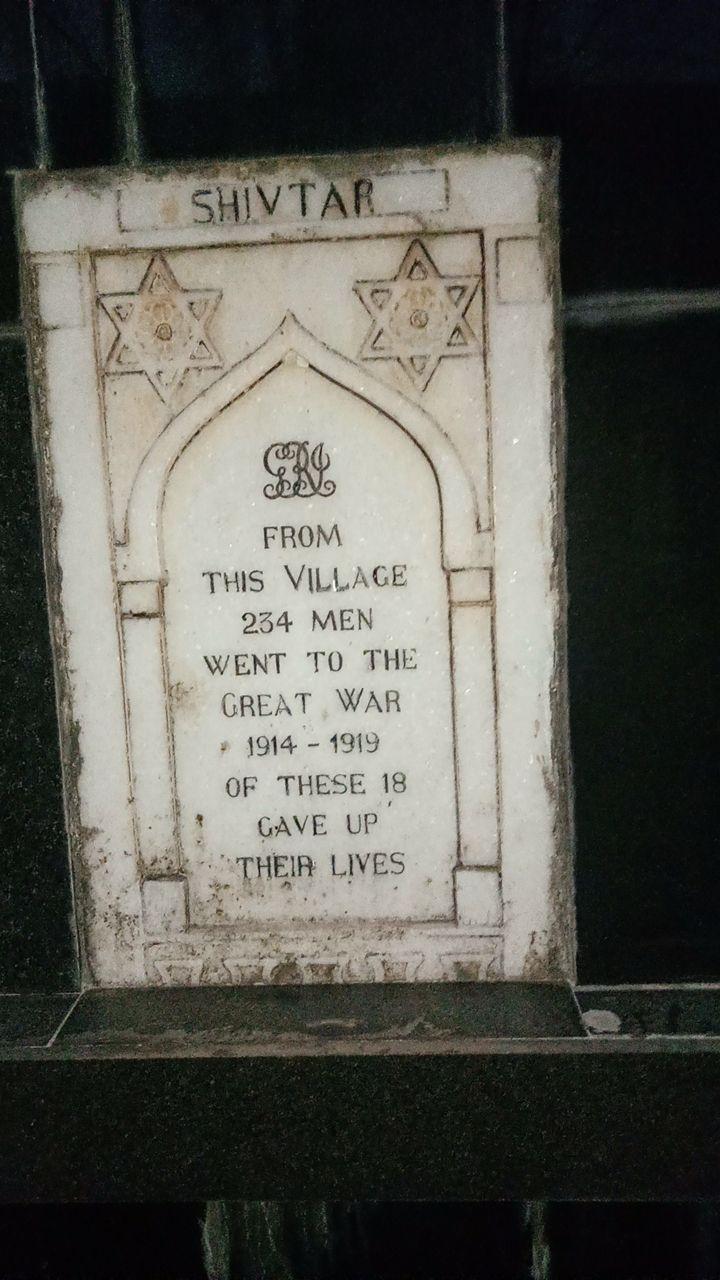 SHIVTAR
GRI
FROM
THIS VILLAGE
234 MEN
WENT TO THE
GREAT WAR
1914 - 1919
OF THESE 18
GAVE UP
THEIR LIVES